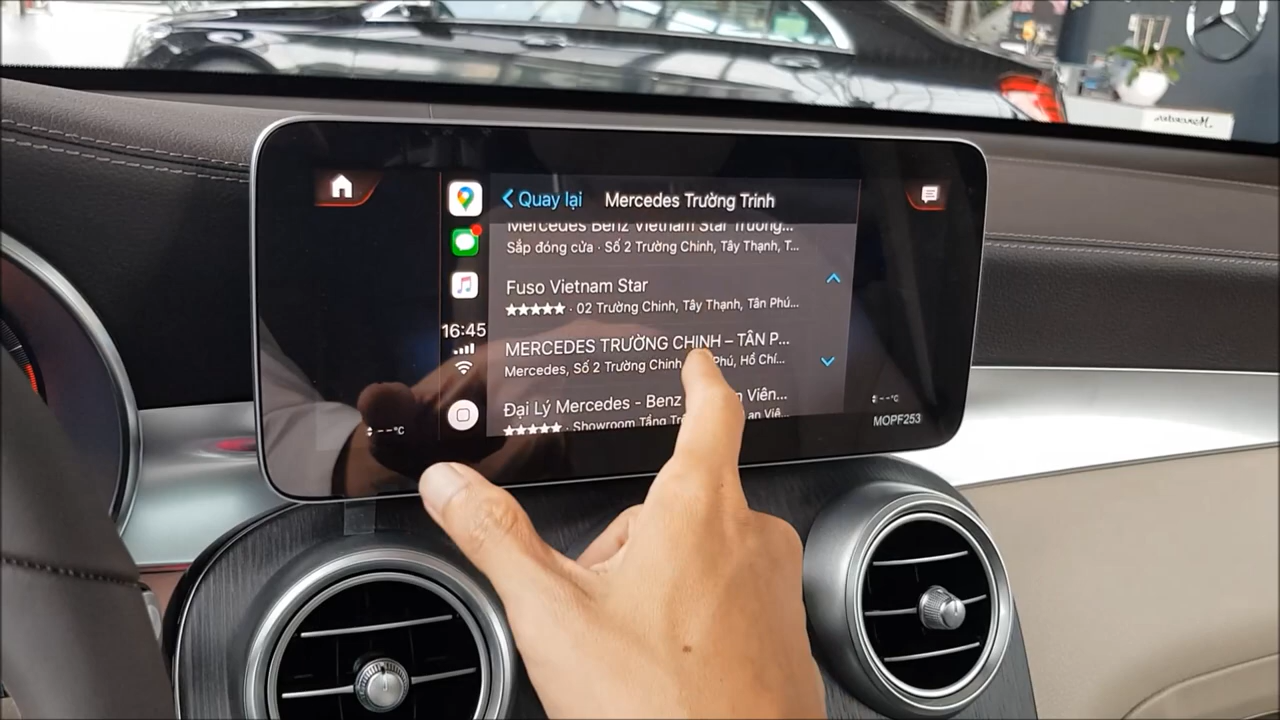 Quay lại
Mercedes Trường Trinh
Mercedes Benz Vietnam Star Trường...
Sắp đóng cửa · Số 2 Trường Chinh, Tây Thạnh, T...
Fuso Vietnam Star
★★★★★ · 02 Trường Chinh, Tây Thạnh, Tân Phú...
16:45
MERCEDES TRƯỜNG CHINH – TÂN P...
Mercedes, Số 2 Trường Chinh Phú, Hồ Chí...
Đại Lý Mercedes - Benz Viên...
★★★★★ · Showroom Tầng an Viê...
--°C
--°C
MOPF253